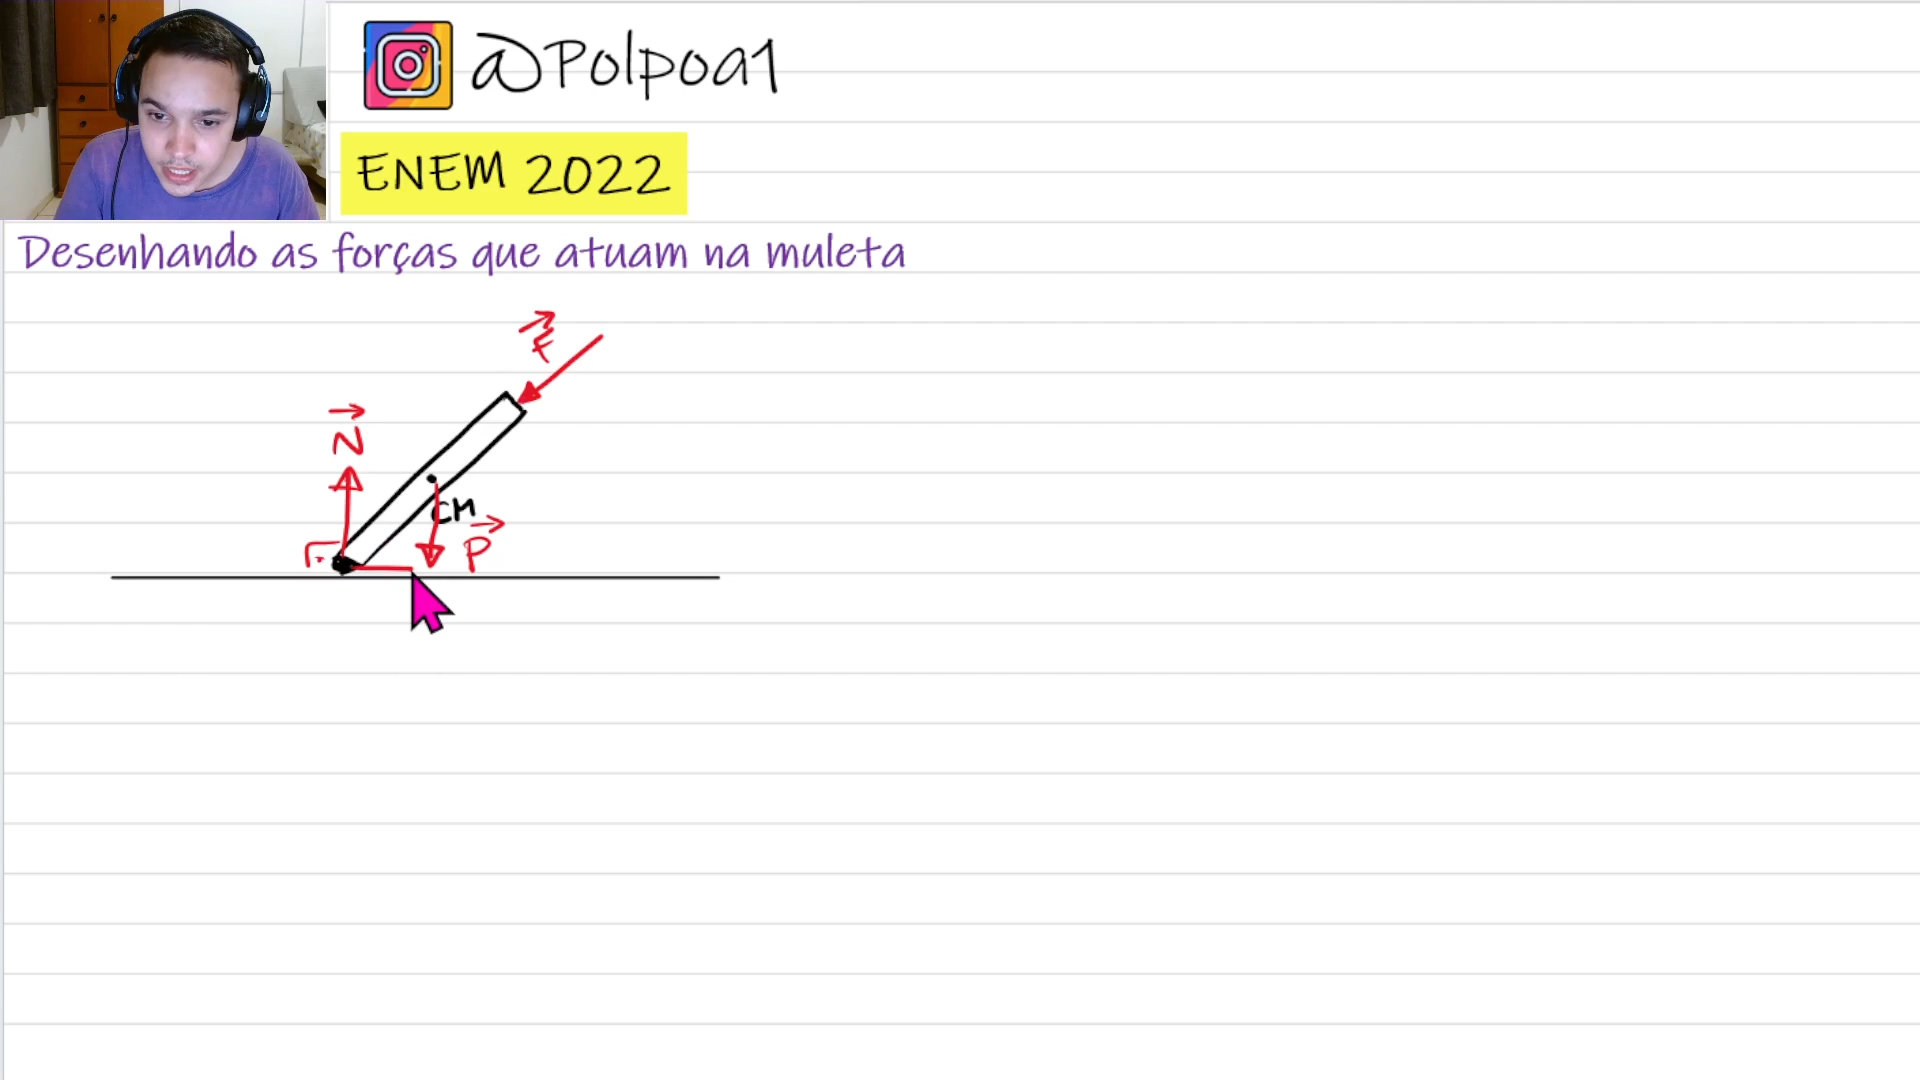 @Polpoa1
ENEM 2022
Desenhando as forças que atuam na muleta
F
N
CM
P